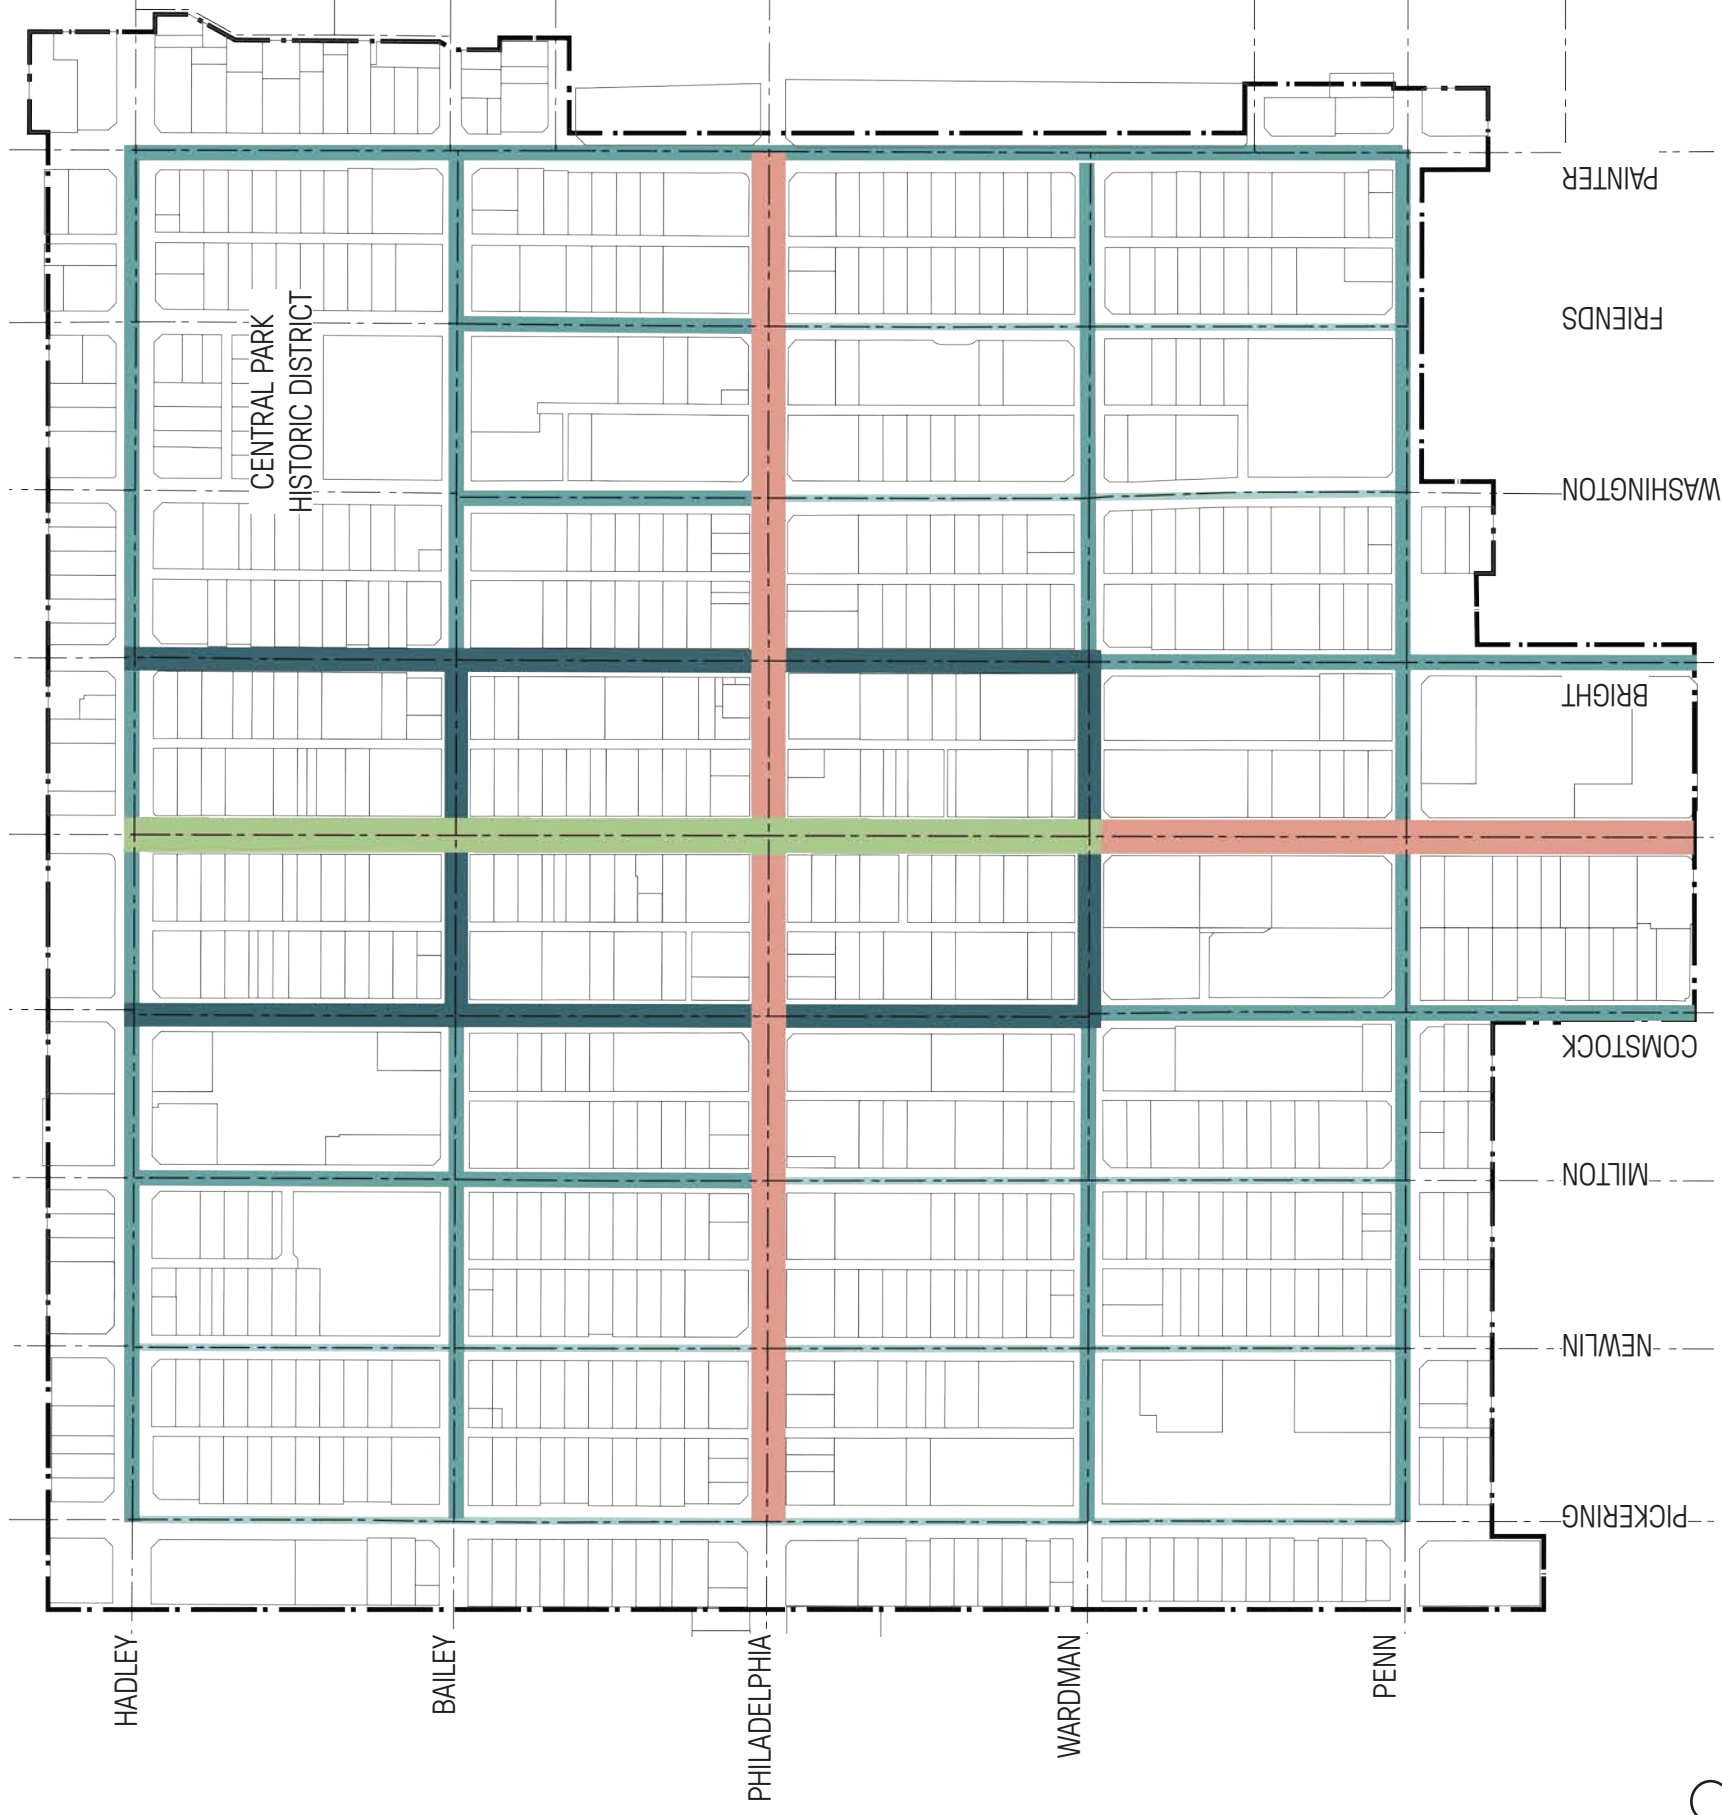 PAINTER
FRIENDS
CENTRAL PARK
HISTORIC DISTRICT
WASHINGTON
BRIGHT
COMSTOCK
MILTON
NEWLIN
PICKERING
HADLEY
BAILEY
PHILADELPHIA
WARDMAN
PENN